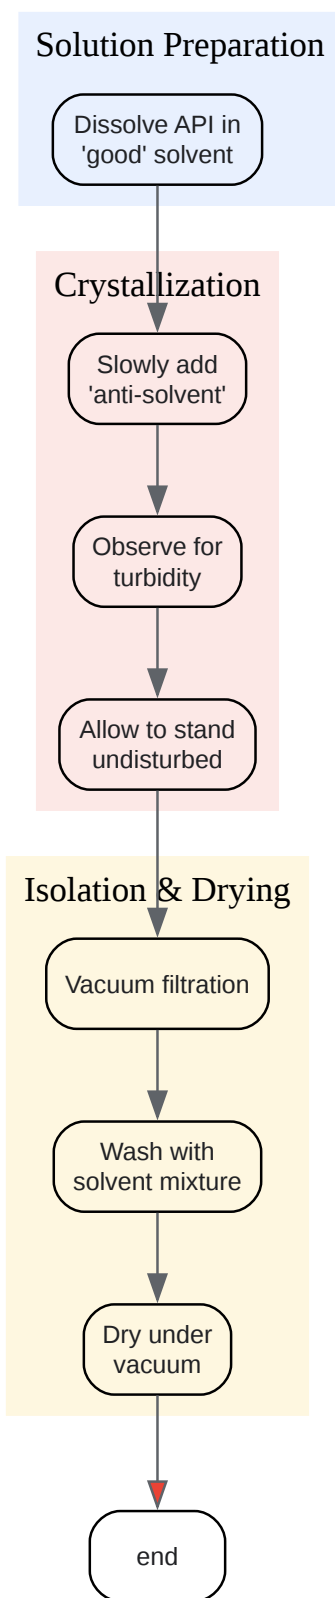 Solution Preparation
Dissolve API in
'good' solvent
Crystallization
Slowly add
'anti-solvent'
Observe for
turbidity
Allow to stand
undisturbed
Isolation & Drying
Vacuum filtration
Wash with
solvent mixture
Dry under
vacuum
end